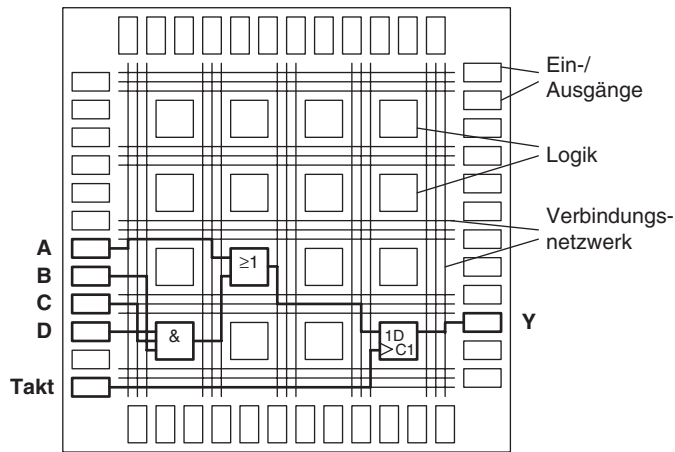 Ein-/
Ausgänge
Logik
Verbindungs-
netzwerk
A
B
C
D
Takt
≥1
&
1D
C1
Y